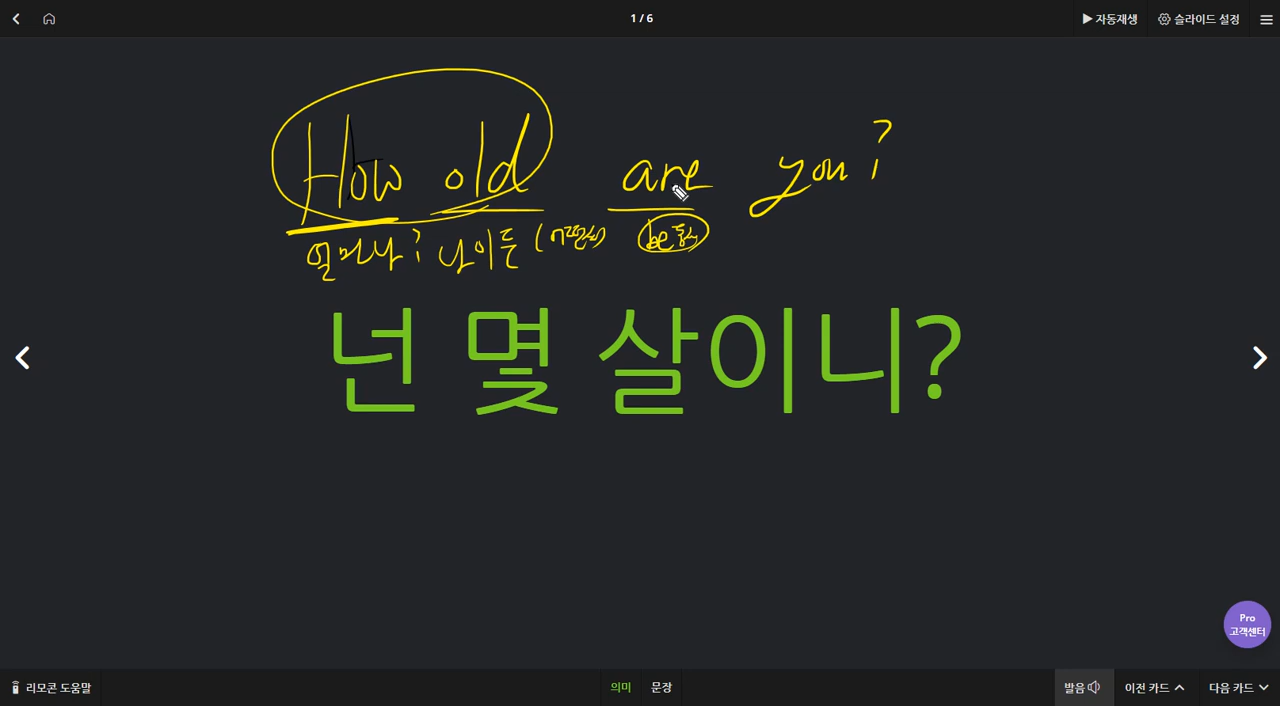 1 / 6
자동재생
슬라이드 설정
How old are you?
얼마나? 나이든 (
be동사
넌 몇 살이니?
Pro
고객센터
리모콘 도움말
의미
문장
발음
이전 카드
다음 카드